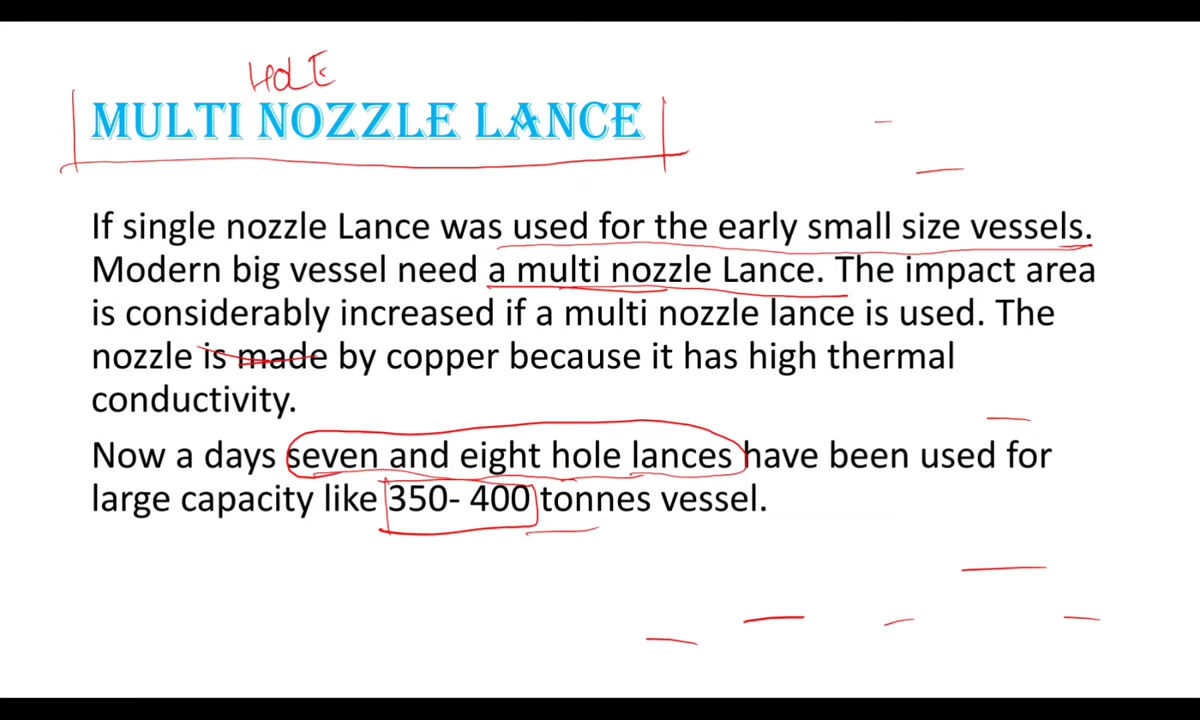 HOLE
MULTI NOZZLE LANCE
If single nozzle Lance was used for the early small size vessels.
Modern big vessel need a multi nozzle Lance. The impact area
is considerably increased if a multi nozzle lance is used. The
nozzle is made by copper because it has high thermal
conductivity.
Now a days seven and eight hole lances have been used for
large capacity like 350- 400 tonnes vessel.